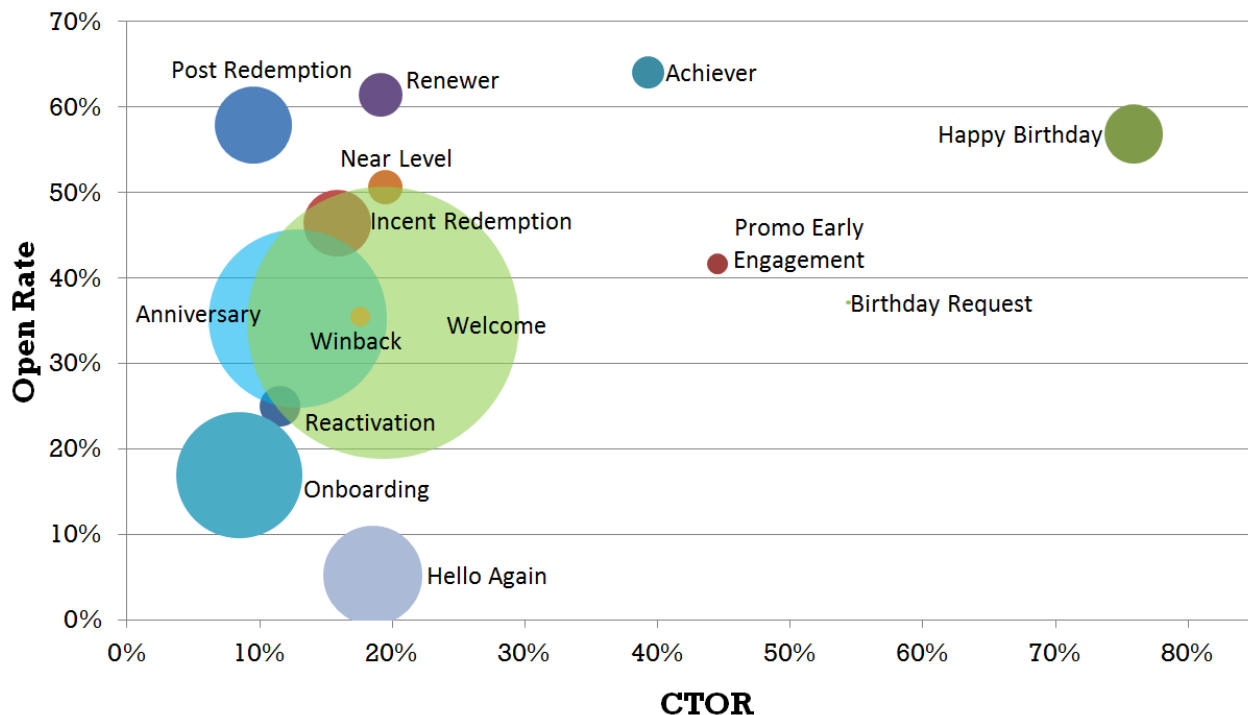 70%
Post Redemption
Renewer
Achiever
60%
Happy Birthday
Near Level
50%
Incent Redemption
Promo Early
Engagement
40%
Birthday Request
Anniversary
Welcome
Winback
30%
Open Rate
Reactivation
20%
Onboarding
10%
Hello Again
0%
0% 10% 20% 30% 40% 50% 60% 70% 80%
CTOR